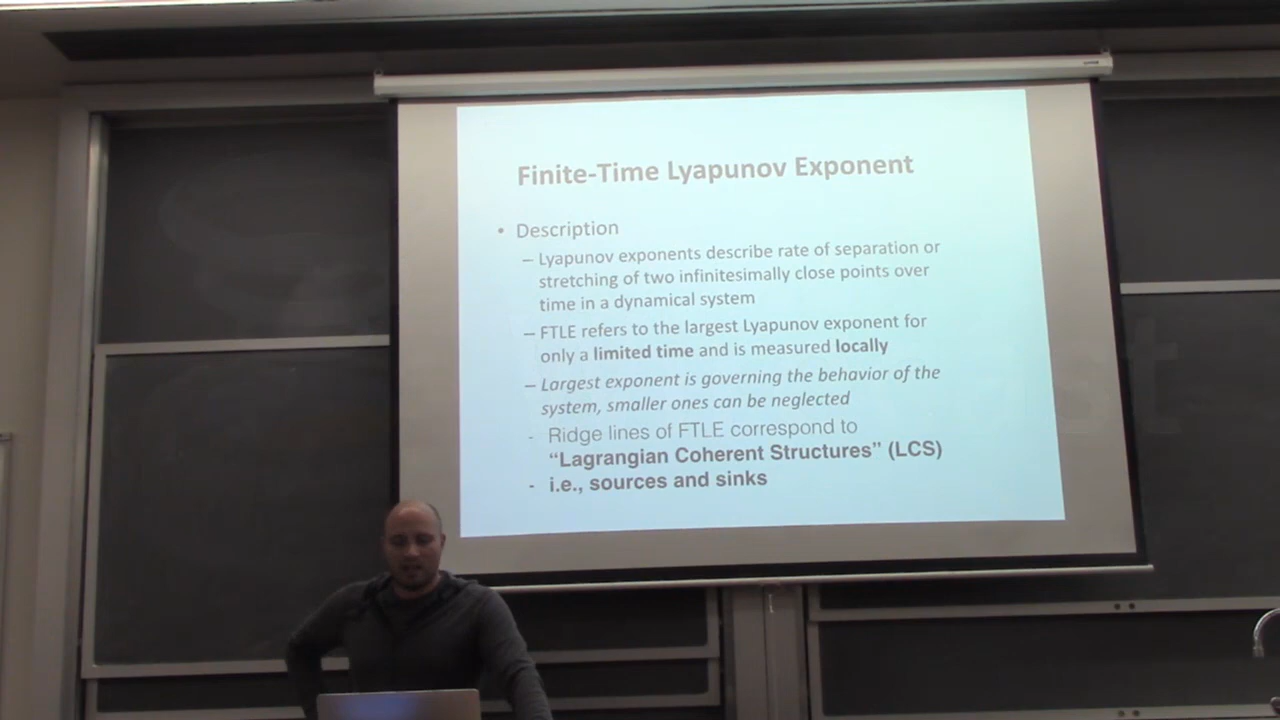 Finite-Time Lyapunov Exponent
• Description
– Lyapunov exponents describe rate of separation or
stretching of two infinitesimally close points over
time in a dynamical system
– FTLE refers to the largest Lyapunov exponent for
only a limited time and is measured locally
– Largest exponent is governing the behavior of the
system, smaller ones can be neglected
- Ridge lines of FTLE correspond to
“Lagrangian Coherent Structures” (LCS)
- i.e., sources and sinks